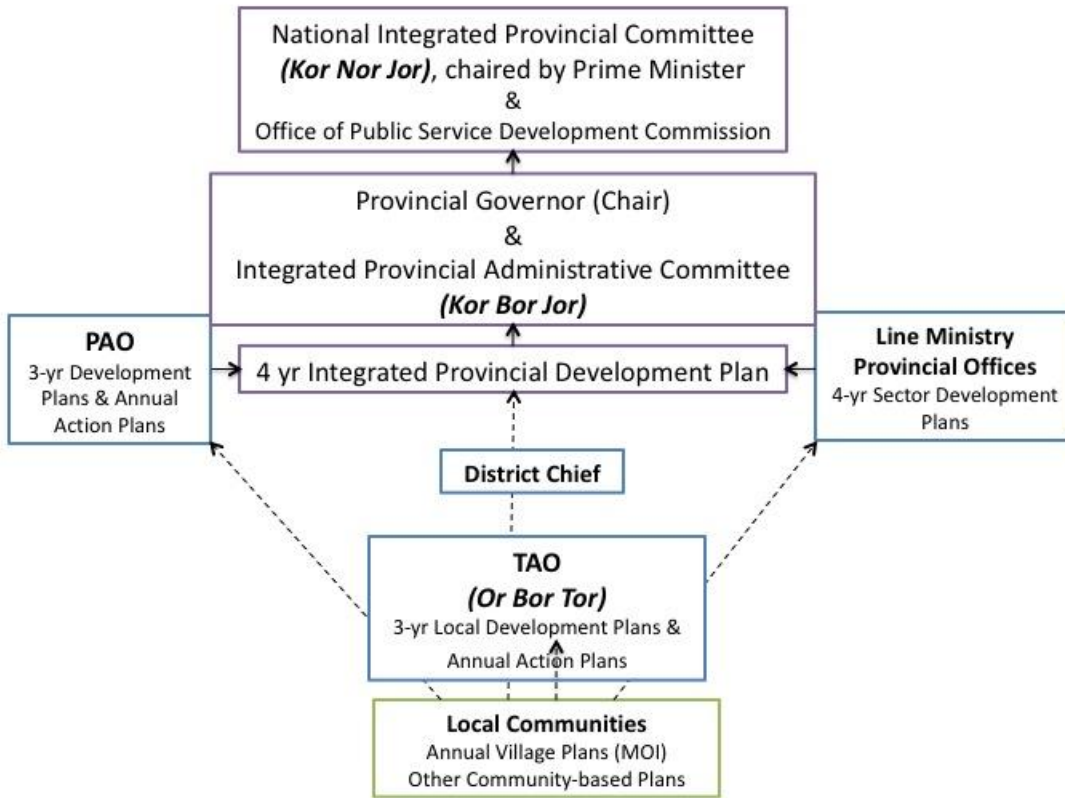 National Integrated Provincial Committee
(Kor Nor Jor), chaired by Prime Minister
&
Office of Public Service Development Commission
Provincial Governor (Chair)
&
Integrated Provincial Administrative Committee
(Kor Bor Jor)
PAO
3-yr Development
Plans & Annual
Action Plans
4 yr Integrated Provincial Development Plan
Line Ministry
Provincial Offices
4-yr Sector Development
Plans
District Chief
TAO
(Or Bor Tor)
3-yr Local Development Plans &
Annual Action Plans
Local Communities
Annual Village Plans (MOI)
Other Community-based Plans